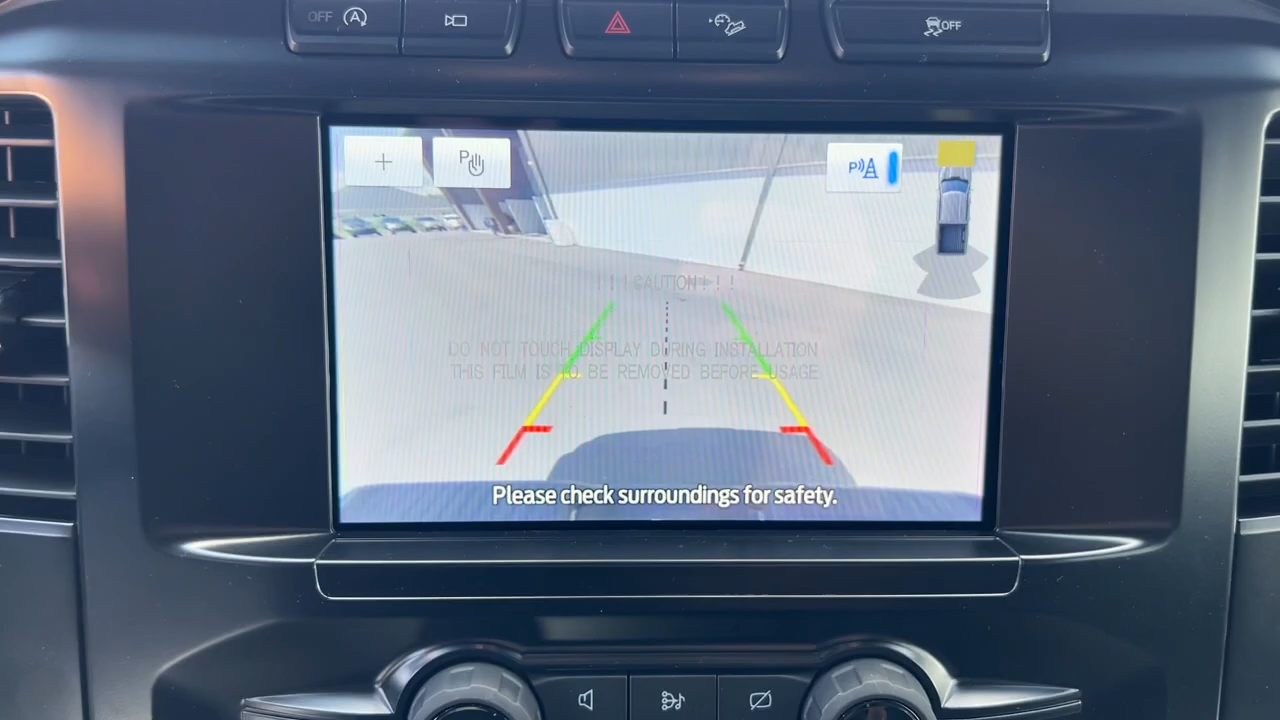 OFF
OFF
P
P
! ! ! CAUTION ! ! !
DO NOT TOUCH DISPLAY DURING INSTALLATION
THIS FILM IS TO BE REMOVED BEFORE USAGE
Please check surroundings for safety.